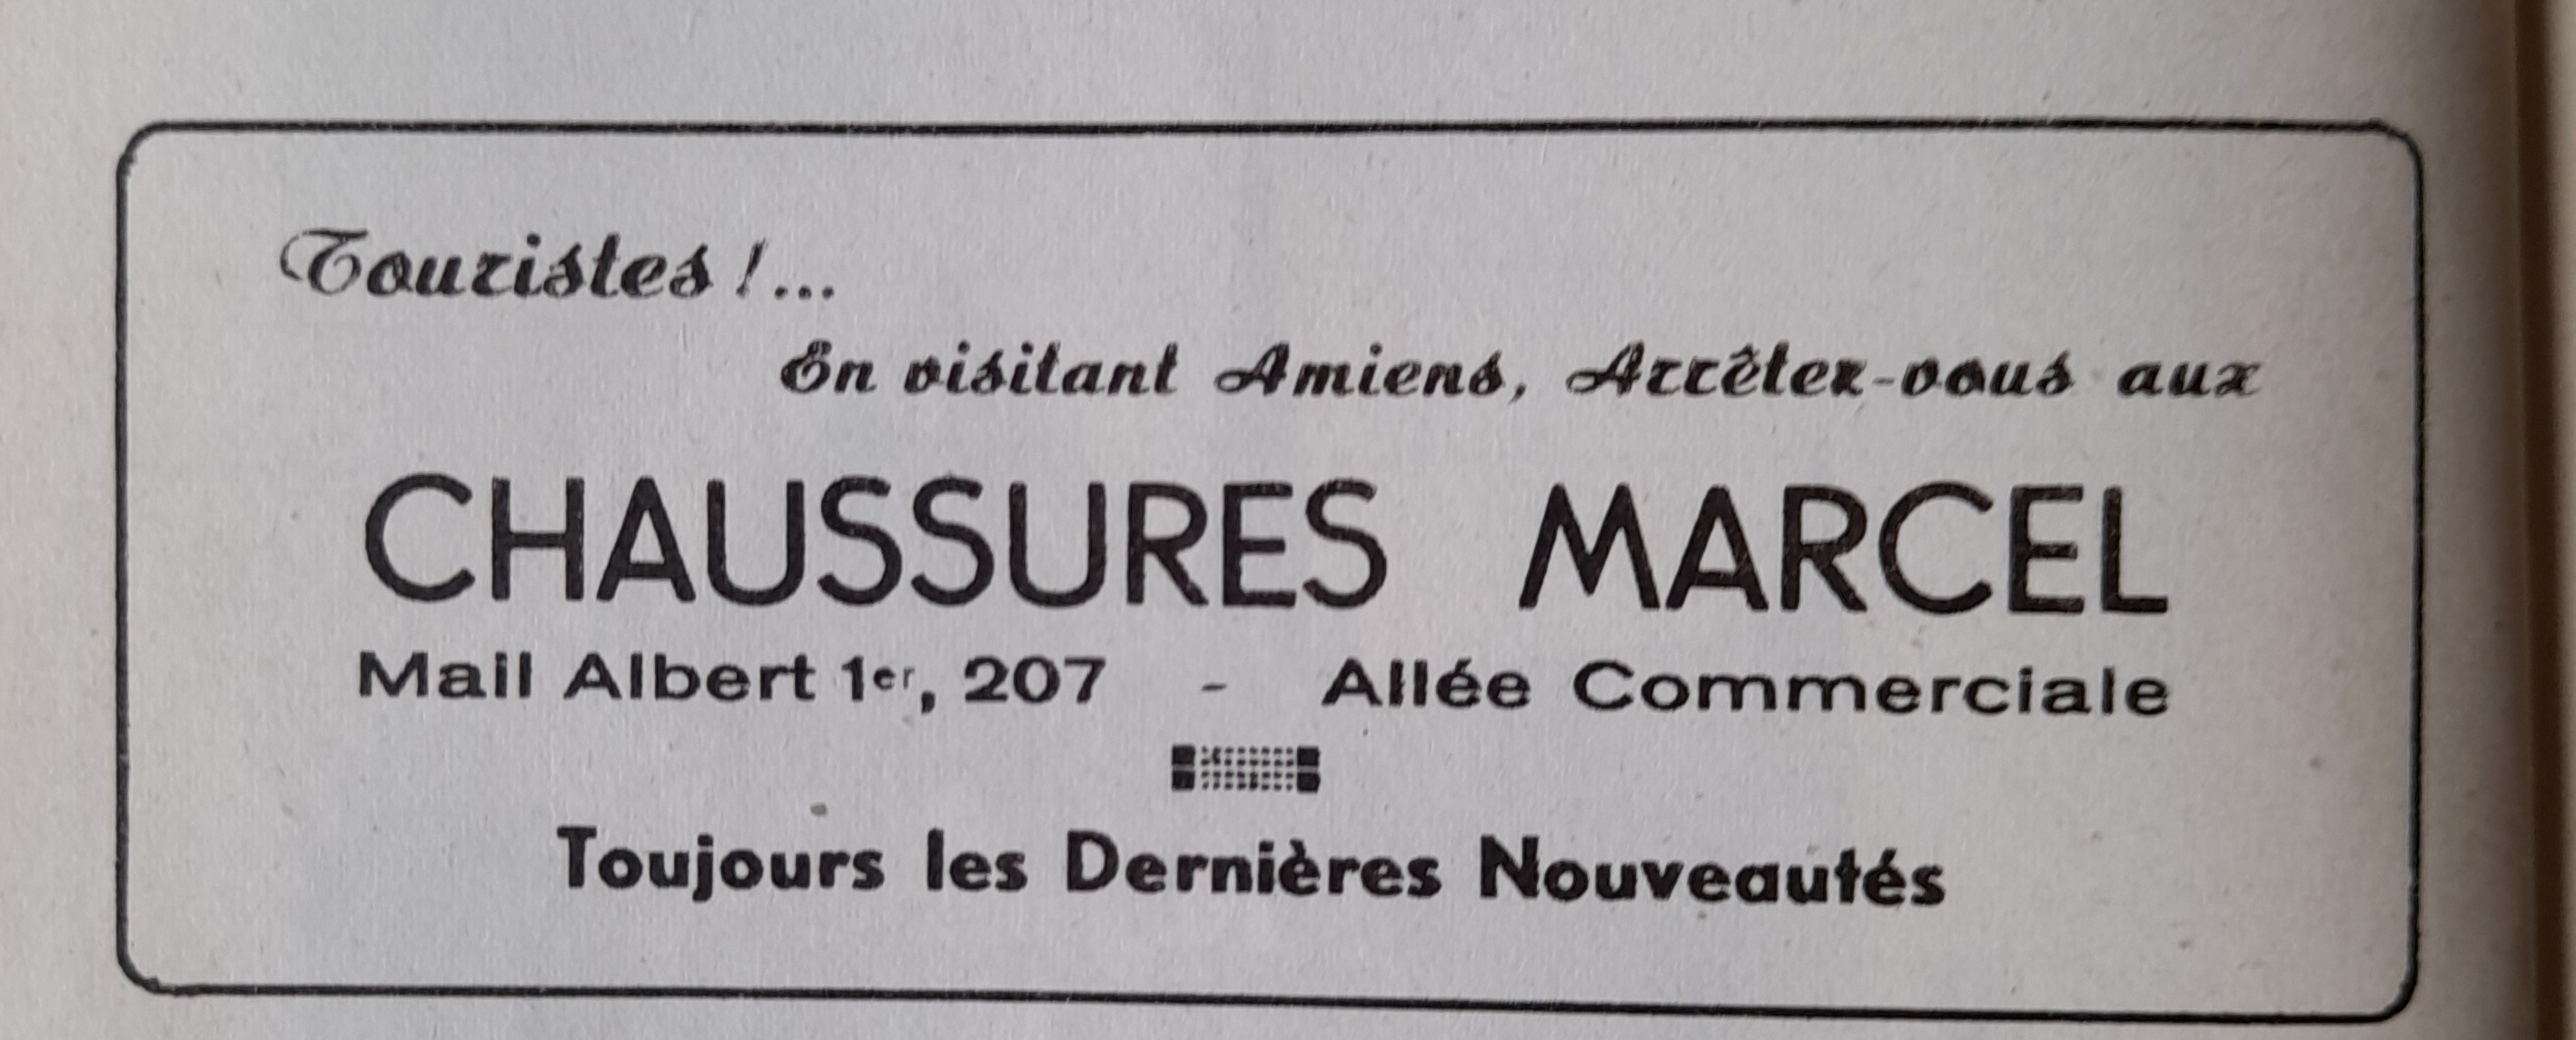 Touristes !...
En visitant Amiens, Arrêtez-vous aux
CHAUSSURES MARCEL
Mail Albert 1er, 207 - Allée Commerciale
Toujours les Dernières Nouveautés